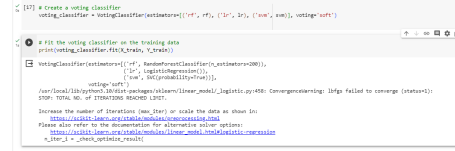 [17] # Create a voting classifier
voting_classifier = VotingClassifier(estimators=[('rf', rf), ('lr', lr), ('svm', svm)], voting='soft')
# Fit the voting classifier on the training data
print(voting_classifier.fit(X_train, Y_train))
VotingClassifier(estimators=[('rf', RandomForestClassifier(n_estimators=200)),
('lr', LogisticRegression()),
('svm', SVC(probability=True))],
voting='soft')
/usr/local/lib/python3.10/dist-packages/sklearn/linear_model/_logistic.py:458: ConvergenceWarning: lbfgs failed to converge (status=1):
STOP: TOTAL NO. of ITERATIONS REACHED LIMIT.
Increase the number of iterations (max_iter) or scale the data as shown in:
https://scikit-learn.org/stable/modules/preprocessing.html
Please also refer to the documentation for alternative solver options:
https://scikit-learn.org/stable/modules/linear_model.html#logistic-regression
n_iter_i = _check_optimize_result(